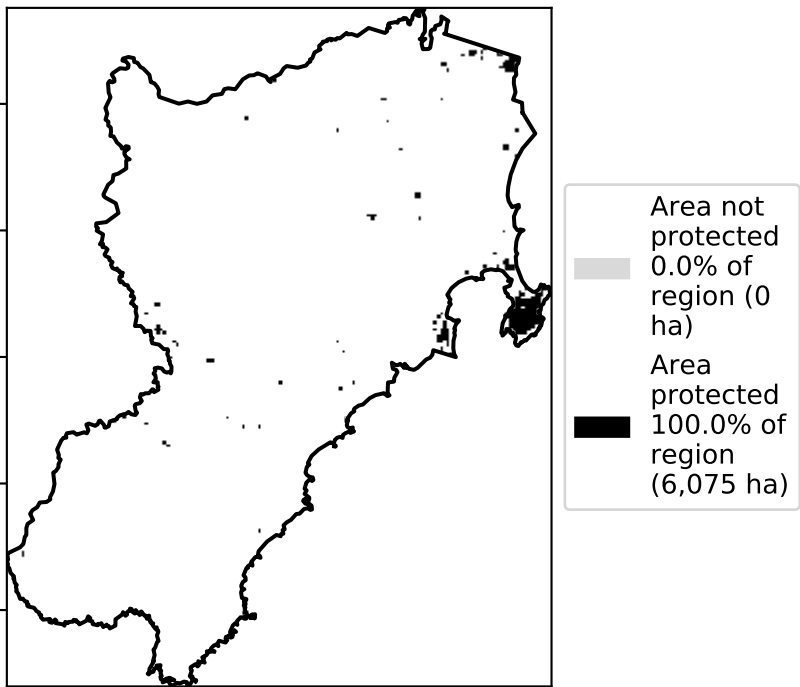 Area not
protected
0.0% of
region (0
ha)
Area
protected
100.0% of
region
(6,075 ha)